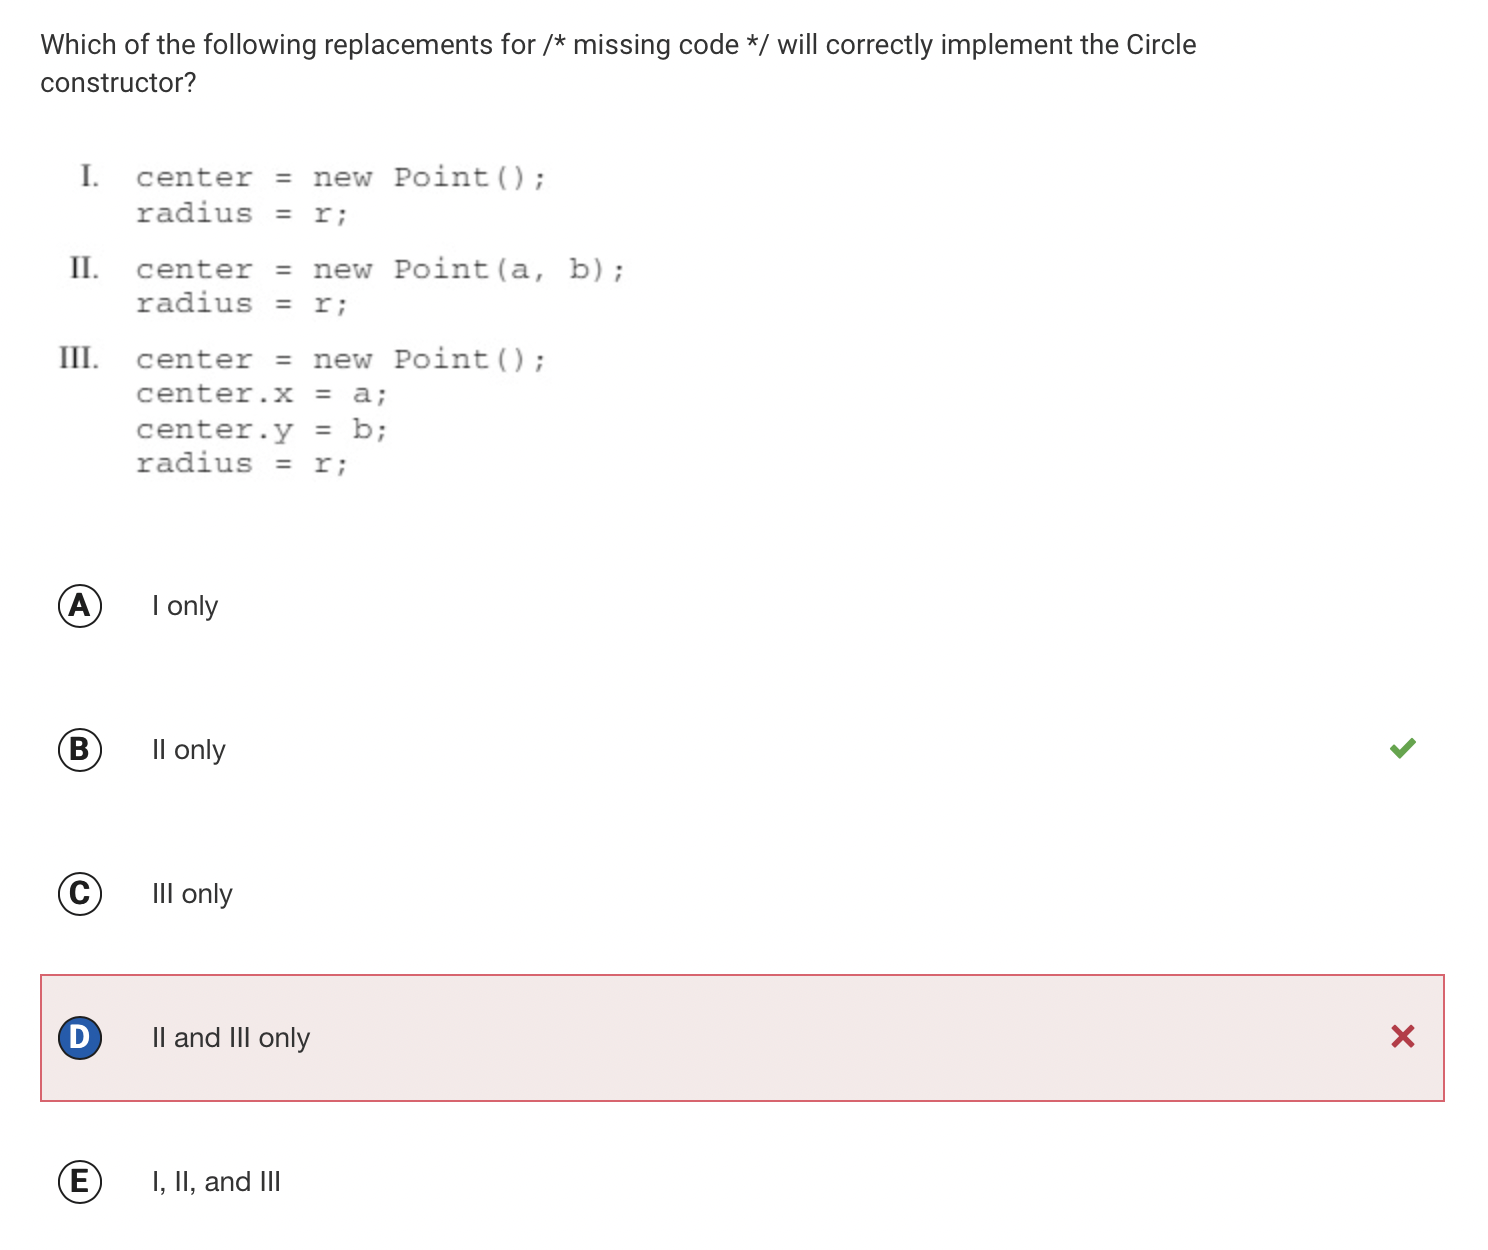 Which of the following replacements for /* missing code */ will correctly implement the Circle
constructor?
I. center = new Point();
radius = r;
II. center = new Point(a, b);
radius = r;
III. center = new Point();
center.x = a;
center.y = b;
radius = r;
A I only
B II only
C III only
D II and III only
E I, II, and III